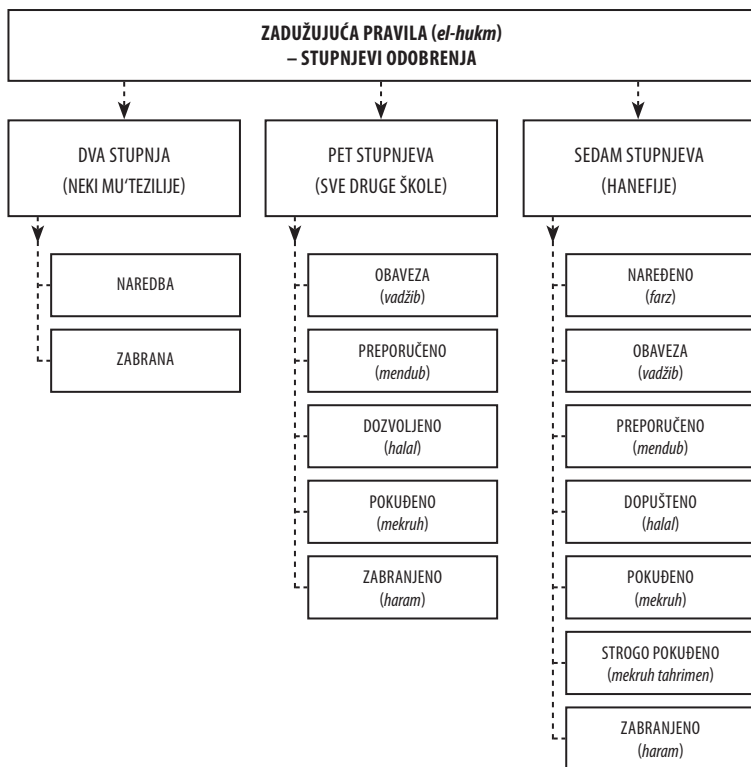 ZADUŽUJUĆA PRAVILA (el-hukm)
– STUPNJEVI ODOBRENJA
DVA STUPNJA
(NEKI MU‘TEZILIJE)
NAREDBA
ZABRANA
PET STUPNJEVA
(SVE DRUGE ŠKOLE)
OBAVEZA
(vadžib)
PREPORUČENO
(mendub)
DOZVOLJENO
(halal)
POKUĐENO
(mekruh)
ZABRANJENO
(haram)
SEDAM STUPNJEVA
(HANEFIJE)
NAREĐENO
(farz)
OBAVEZA
(vadžib)
PREPORUČENO
(mendub)
DOPUŠTENO
(halal)
POKUĐENO
(mekruh)
STROGO POKUĐENO
(mekruh tahrimen)
ZABRANJENO
(haram)